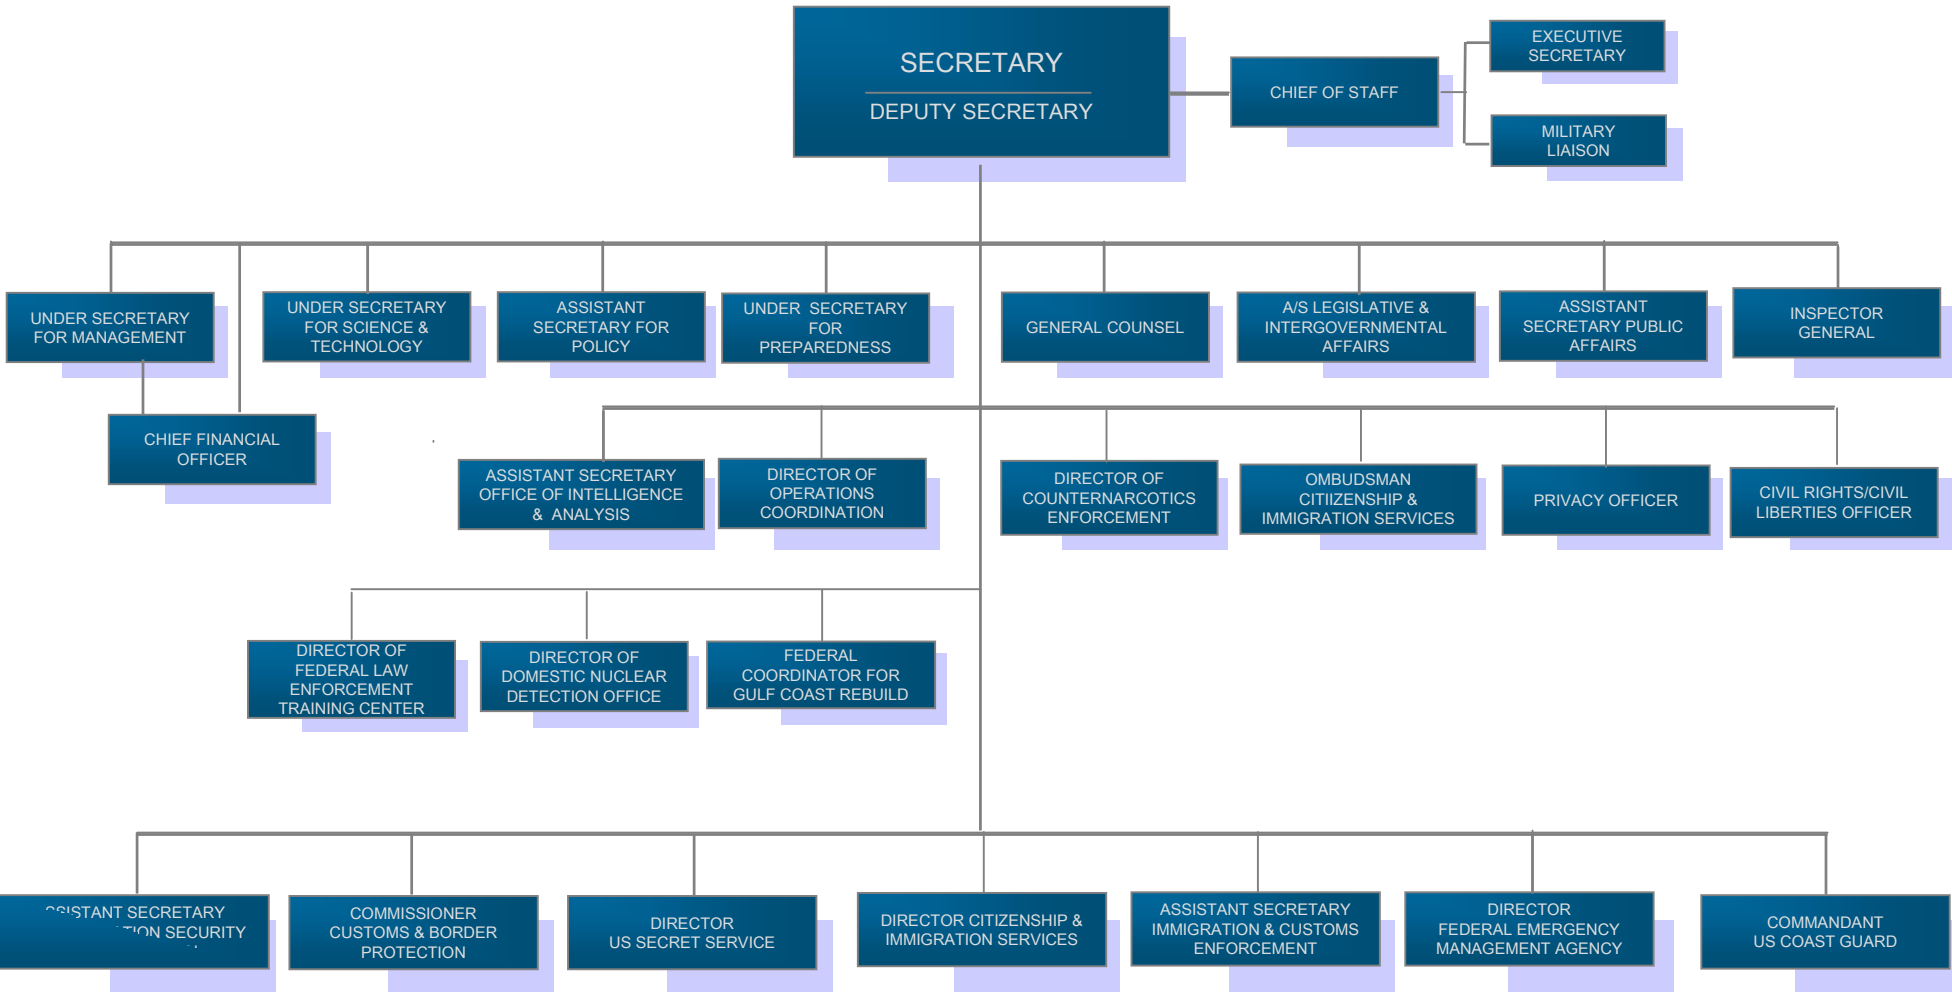 SECRETARY
DEPUTY SECRETARY
CHIEF OF STAFF
EXECUTIVE
SECRETARY
MILITARY
LIAISON
UNDER SECRETARY
FOR MANAGEMENT
UNDER SECRETARY
FOR SCIENCE &
TECHNOLOGY
ASSISTANT
SECRETARY FOR
POLICY
UNDER SECRETARY
FOR
PREPAREDNESS
GENERAL COUNSEL
A/S LEGISLATIVE &
INTERGOVERNMENTAL
AFFAIRS
ASSISTANT
SECRETARY PUBLIC
AFFAIRS
INSPECTOR
GENERAL
CHIEF FINANCIAL
OFFICER
ASSISTANT SECRETARY
OFFICE OF INTELLIGENCE
& ANALYSIS
DIRECTOR OF
OPERATIONS
COORDINATION
DIRECTOR OF
COUNTERNARCOTICS
ENFORCEMENT
OMBUDSMAN
CITIIZENSHIP &
IMMIGRATION SERVICES
PRIVACY OFFICER
CIVIL RIGHTS/CIVIL
LIBERTIES OFFICER
DIRECTOR OF
FEDERAL LAW
ENFORCEMENT
TRAINING CENTER
DIRECTOR OF
DOMESTIC NUCLEAR
DETECTION OFFICE
FEDERAL
COORDINATOR FOR
GULF COAST REBUILD
SECRETARY
SECURITY
COMMISSIONER
CUSTOMS & BORDER
PROTECTION
DIRECTOR
US SECRET SERVICE
DIRECTOR CITIZENSHIP &
IMMIGRATION SERVICES
ASSISTANT SECRETARY
IMMIGRATION & CUSTOMS
ENFORCEMENT
DIRECTOR
FEDERAL EMERGENCY
MANAGEMENT AGENCY
COMMANDANT
US COAST GUARD